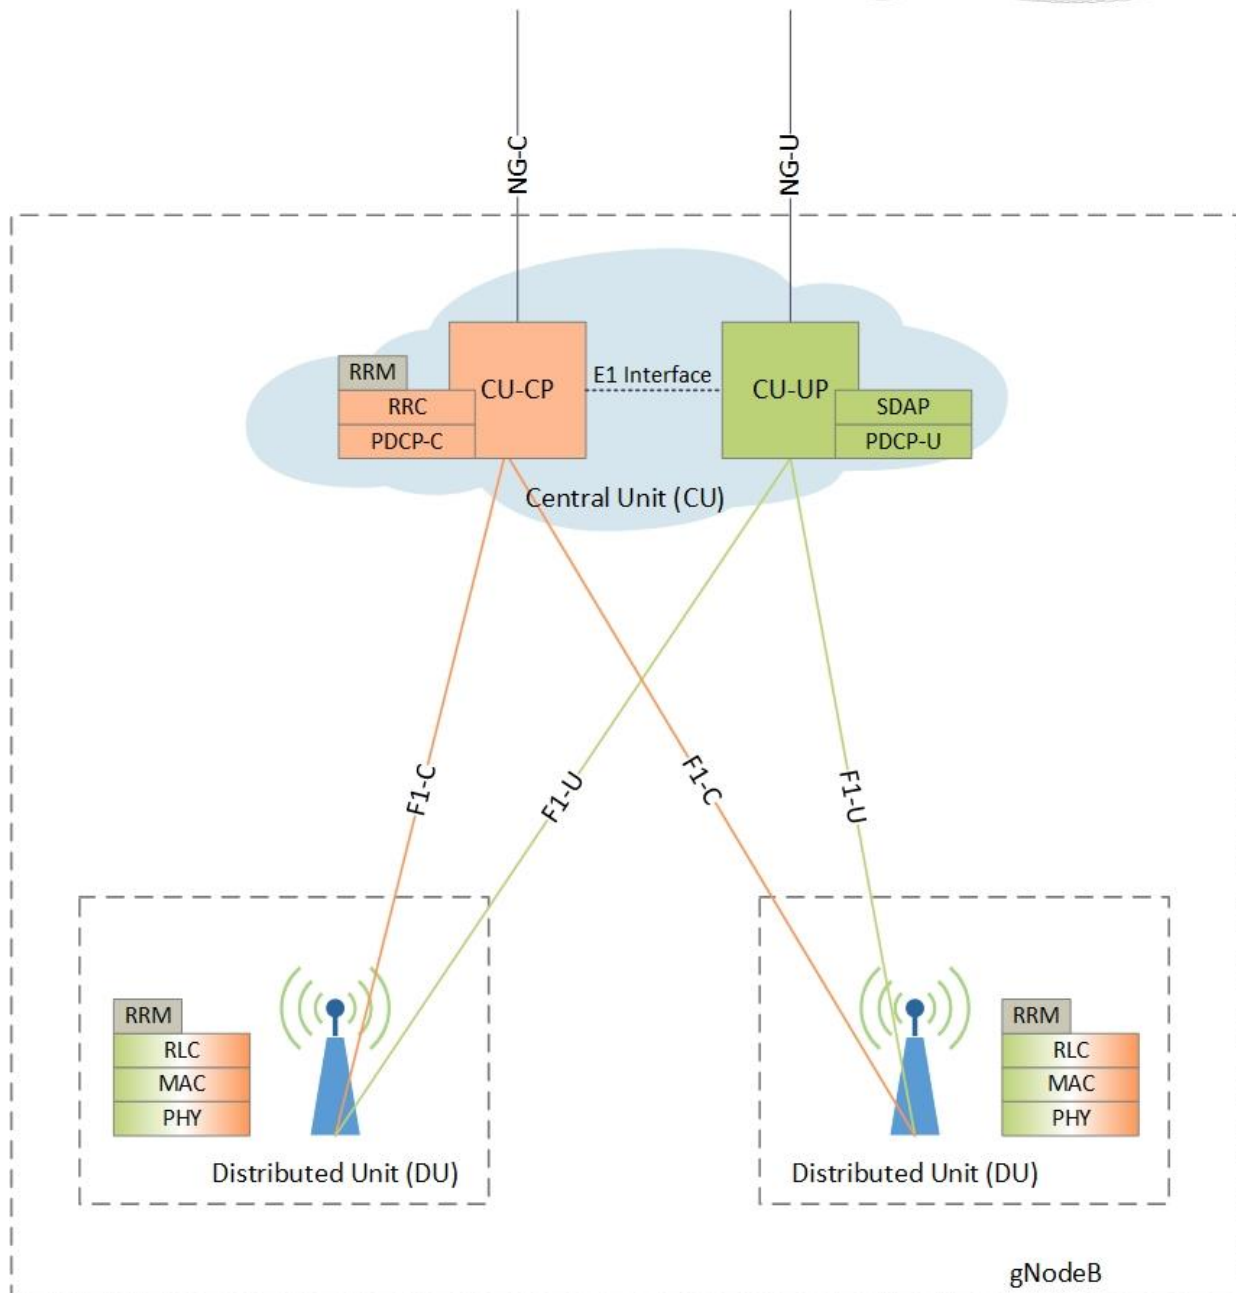 NG-C
NG-U
RRM
RRC
PDCP-C
CU-CP
E1 Interface
CU-UP
SDAP
PDCP-U
Central Unit (CU)
F1-C
F1-U
F1-C
F1-U
RRM
RLC
MAC
PHY
Distributed Unit (DU)
RRM
RLC
MAC
PHY
Distributed Unit (DU)
gNodeB